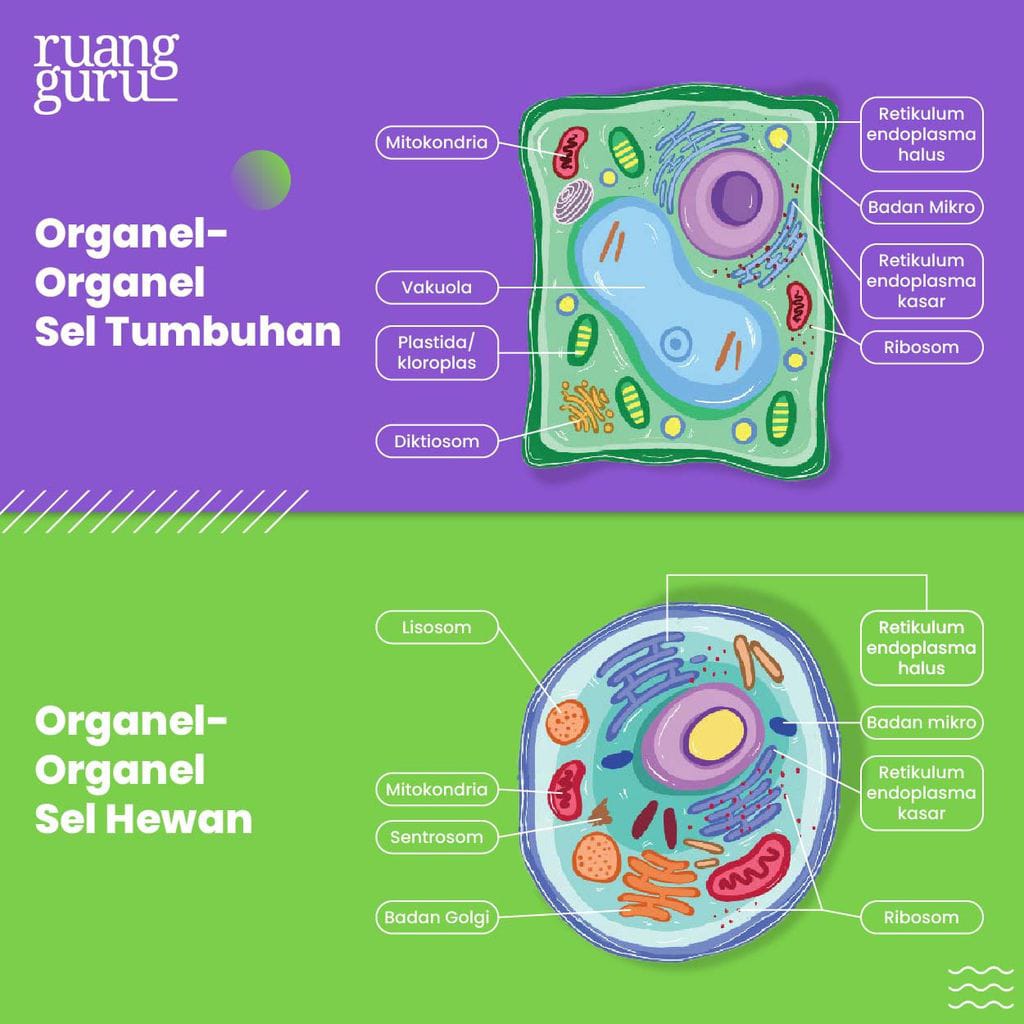 ruang
guru
Organel-
Organel
Sel Tumbuhan
Mitokondria
Vakuola
Plastida/
kloroplas
Diktiosom
Retikulum
endoplasma
halus
Badan Mikro
Retikulum
endoplasma
kasar
Ribosom
Organel-
Organel
Sel Hewan
Lisosom
Mitokondria
Sentrosom
Badan Golgi
Retikulum
endoplasma
halus
Badan mikro
Retikulum
endoplasma
kasar
Ribosom